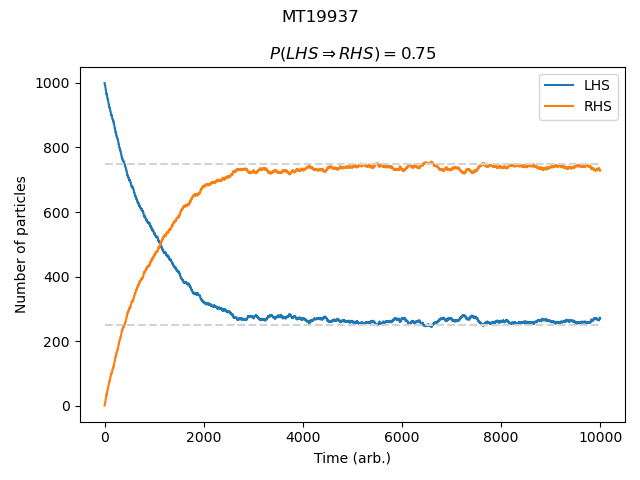 MT19937
P(LHS ⇒ RHS) = 0.75
LHS
RHS
Number of particles
1000
800
600
400
200
0
0 2000 4000 6000 8000 10000
Time (arb.)